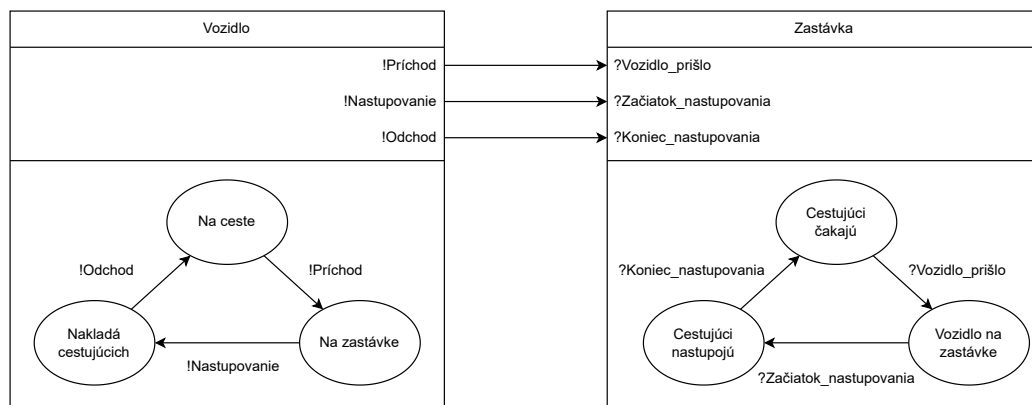 Vozidlo
!Príchod
!Nastupovanie
!Odchod
Na ceste
!Odchod
!Príchod
Nakladá
cestujúcich
Na zastávke
!Nastupovanie
Zastávka
?Vozidlo_prišlo
?Začiatok_nastupovania
?Koniec_nastupovania
Cestujúci
čakajú
?Koniec_nastupovania
?Vozidlo_prišlo
Cestujúci
nastupojú
Vozidlo na
zastávke
?Začiatok_nastupovania